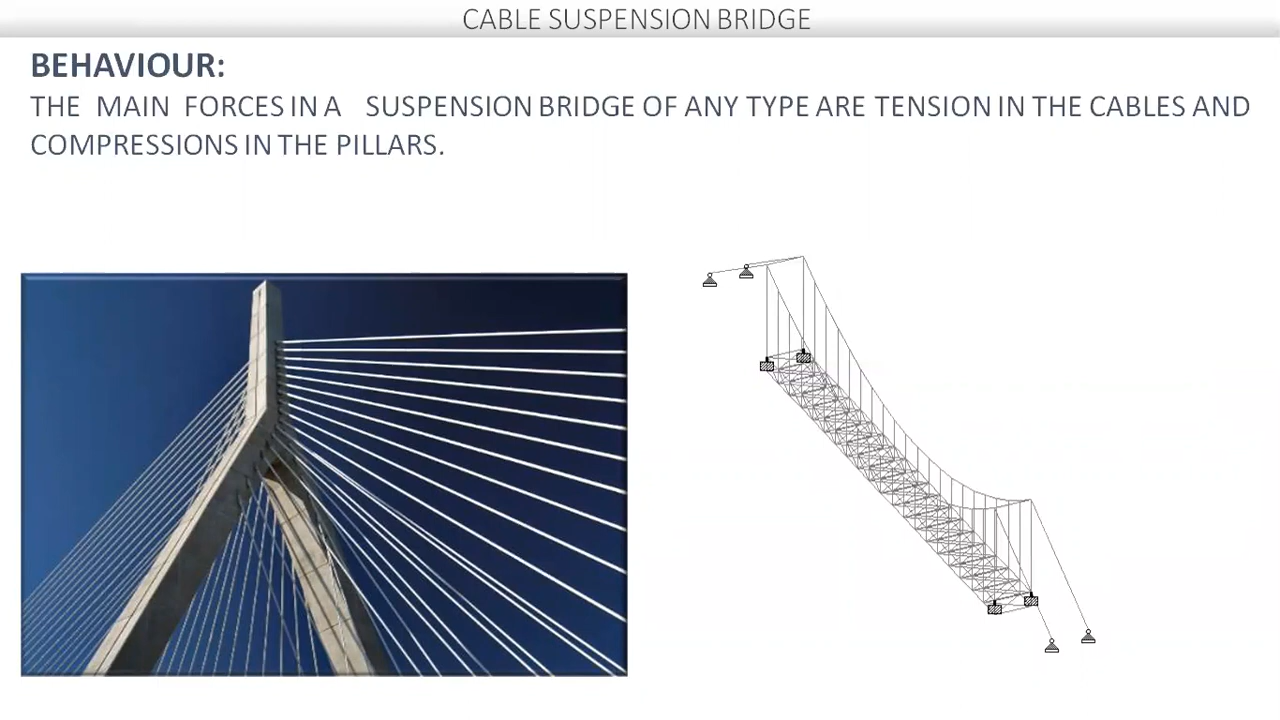 CABLE SUSPENSION BRIDGE
BEHAVIOUR:
THE MAIN FORCES IN A SUSPENSION BRIDGE OF ANY TYPE ARE TENSION IN THE CABLES AND
COMPRESSIONS IN THE PILLARS.